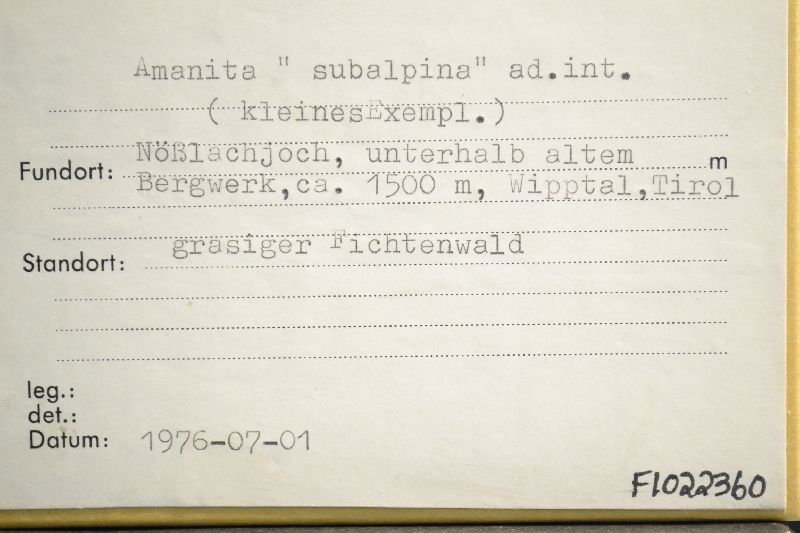 Amanita " subalpina" ad.int.
( kleinesExempl.)
Fundort: Nößlachjoch, unterhalb altem m
Bergwerk,ca. 1500 m, Wipptal,Tirol
Standort: grasiger Fichtenwald
leg.:
det.:
Datum: 1976-07-01
F1022360